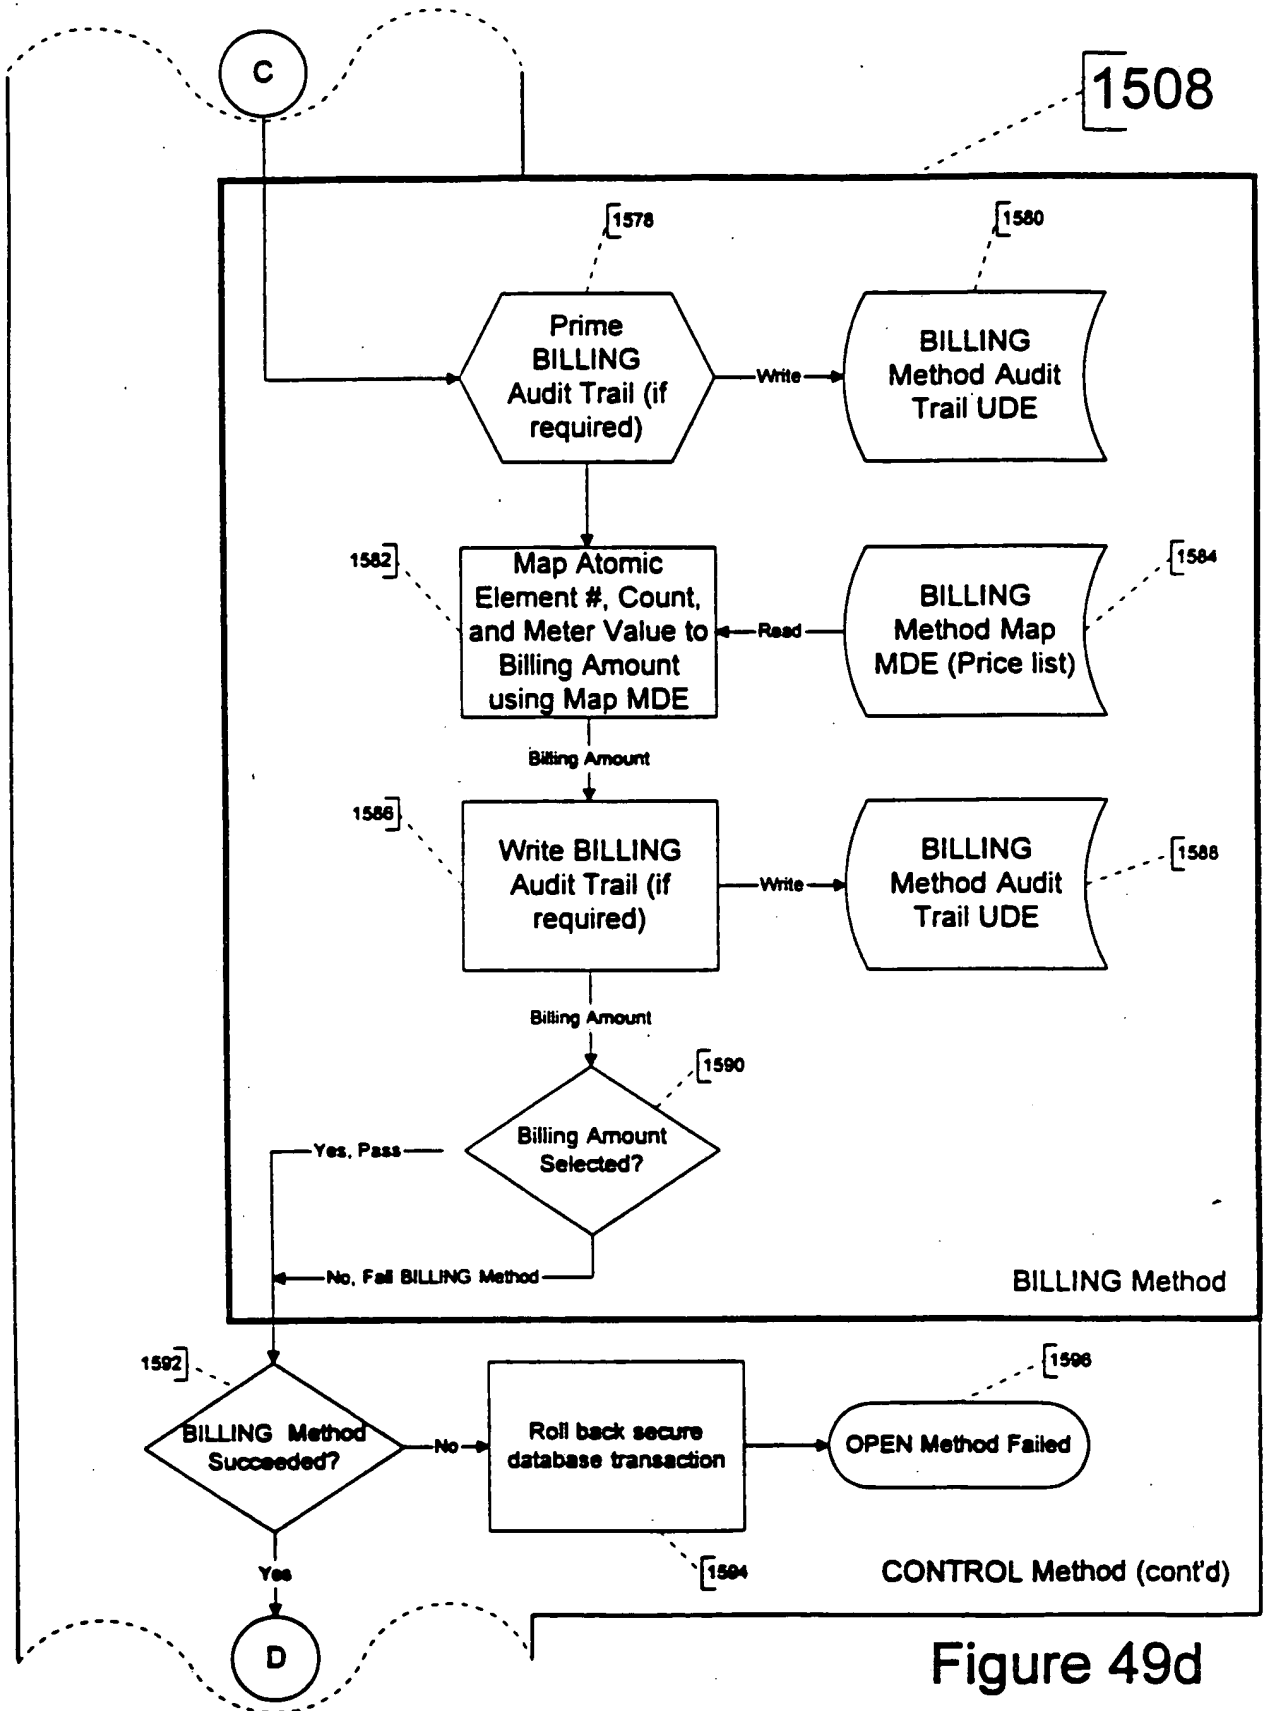 C
1508
1578
1580
Prime
BILLING
Audit Trail (if
required)
Write
BILLING
Method Audit
Trail UDE
1582
1584
Map Atomic
Element #, Count,
and Meter Value to
Billing Amount
using Map MDE
Read
BILLING
Method Map
MDE (Price list)
Billing Amount
1586
1588
Write BILLING
Audit Trail (if
required)
Write
BILLING
Method Audit
Trail UDE
Billing Amount
1590
Billing Amount
Selected?
Yes, Pass
No, Fail BILLING Method
BILLING Method
1592
1596
BILLING Method
Succeeded?
No
Roll back secure
database transaction
OPEN Method Failed
1594
Yes
CONTROL Method (cont'd)
D
Figure 49d